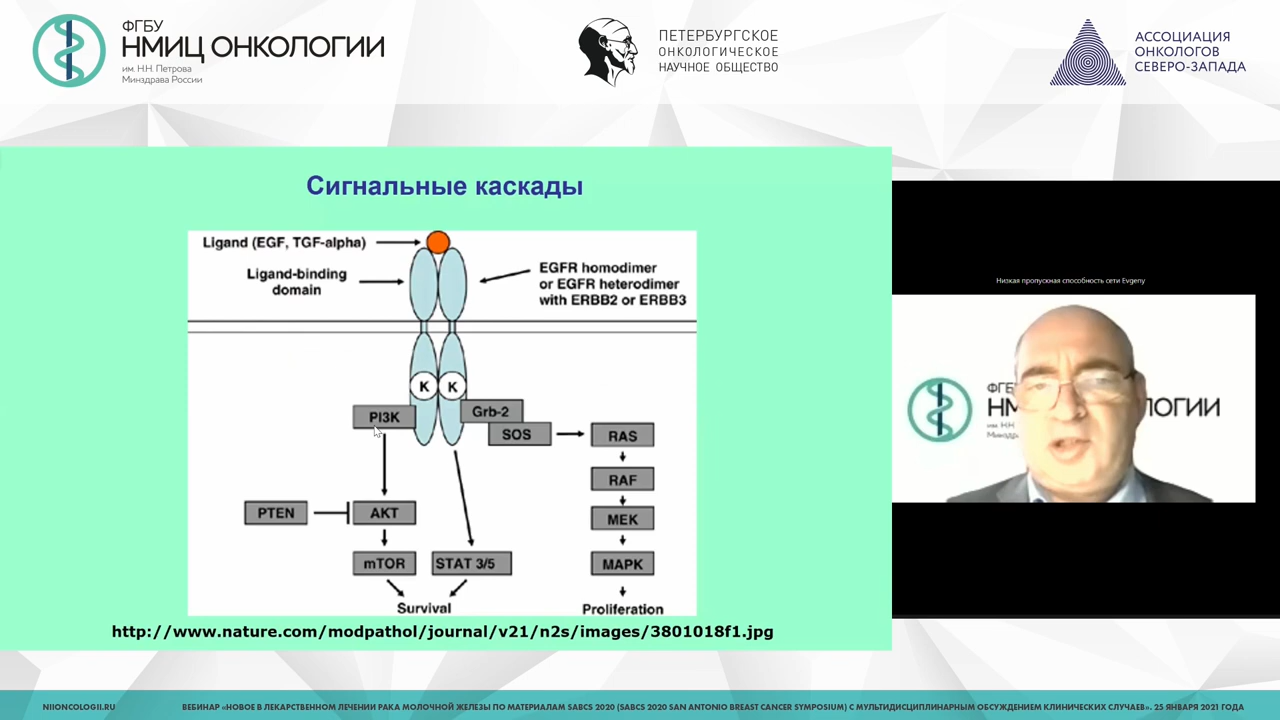 ФГБУ
НМИЦ ОНКОЛОГИИ
им. Н.Н. Петрова
Минздрава России
ПЕТЕРБУРГСКОЕ
ОНКОЛОГИЧЕСКОЕ
НАУЧНОЕ ОБЩЕСТВО
АССОЦИАЦИЯ
ОНКОЛОГОВ
СЕВЕРО-ЗАПАДА
Сигнальные каскады
Ligand (EGF, TGF-alpha)
Ligand-binding
domain
EGFR homodimer
or EGFR heterodimer
with ERBB2 or ERBB3
K K
PI3K
Grb-2
SOS
RAS
RAF
PTEN
AKT
MEK
mTOR
STAT 3/5
MAPK
Survival
Proliferation
http://www.nature.com/modpathol/journal/v21/n2s/images/3801018f1.jpg
Низкая пропускная способность сети Evgeny
ФГБ
НМ
ЛОГИИ
им. Н.Н
NIIONCOLOGII.RU
ВЕБИНАР «НОВОЕ В ЛЕКАРСТВЕННОМ ЛЕЧЕНИИ РАКА МОЛОЧНОЙ ЖЕЛЕЗЫ ПО МАТЕРИАЛАМ SABCS 2020 (SABCS 2020 SAN ANTONIO BREAST CANCER SYMPOSIUM) С МУЛЬТИДИСЦИПЛИНАРНЫМ ОБСУЖДЕНИЕМ КЛИНИЧЕСКИХ СЛУЧАЕВ». 25 ЯНВАРЯ 2021 ГОДА